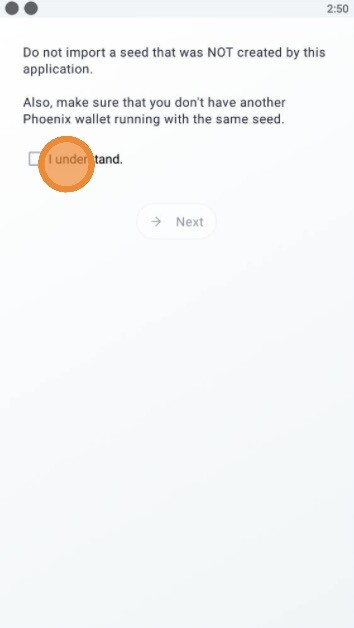 2:50
Do not import a seed that was NOT created by this
application.
Also, make sure that you don't have another
Phoenix wallet running with the same seed.
I understand.
Next